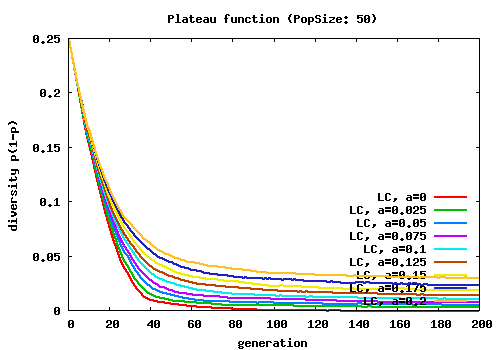 Plateau function (PopSize: 50)
diversity p(1-p)
0.25
0.2
0.15
0.1
0.05
0
LC, a=0
LC, a=0.025
LC, a=0.05
LC, a=0.075
LC, a=0.1
LC, a=0.125
LC, a=0.15
LC, a=0.175
LC, a=0.2
0 20 40 60 80 100 120 140 160 180 200
generation